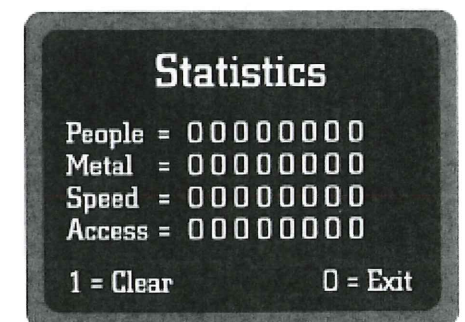 Statistics
People = 00000000
Metal = 00000000
Speed = 00000000
Access = 00000000
1 = Clear 0 = Exit